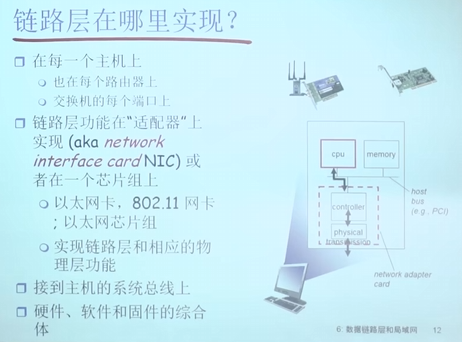 链路层在哪里实现？
在每一个主机上
也在每个路由器上
交换机的每个端口上
链路层功能在“适配器”上
实现 (aka network
interface card NIC) 或
者在一个芯片组上
以太网卡，802.11 网卡
；以太网芯片组
实现链路层和相应的物
理层功能
接到主机的系统总线上
硬件、软件和固件的综合
体
cpu
memory
host
bus
(e.g., PCI)
controller
physical
transmission
network adapter
card
6 数据链路层和局域网 12